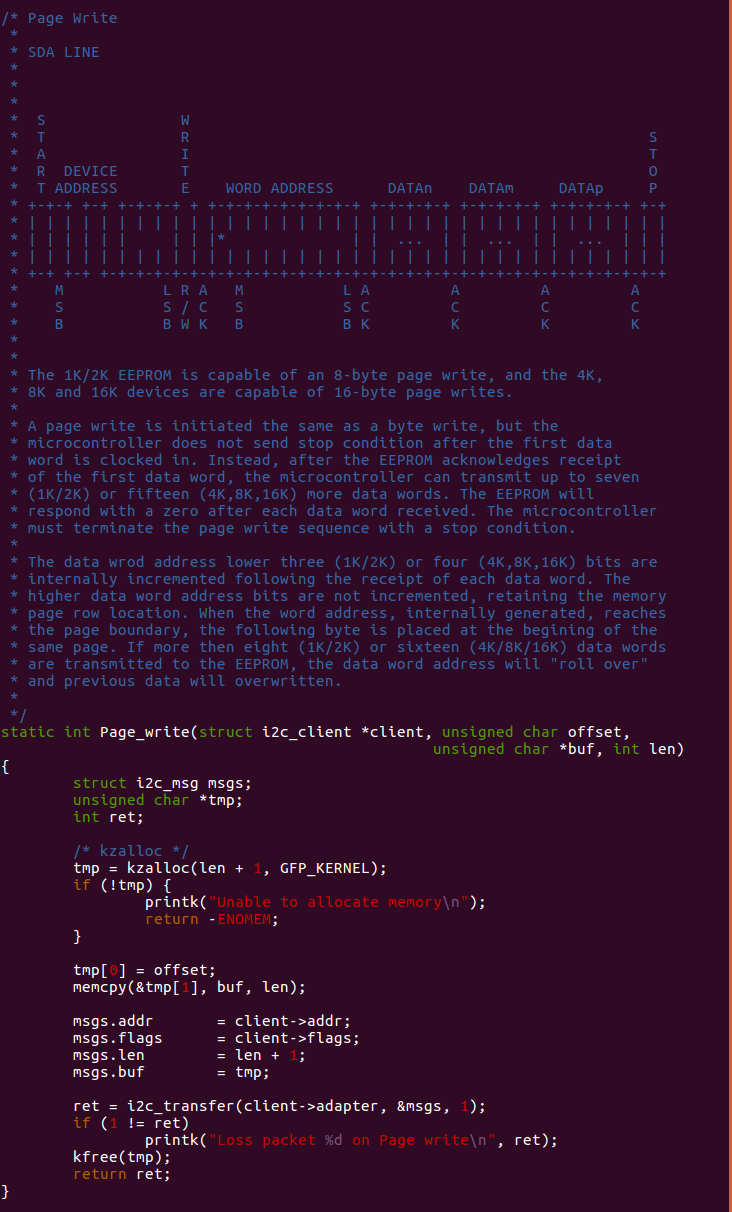 /* Page Write
 *
 * SDA LINE
 *
 *
 *
 *  S               W
 *  T               R                                                   S
 *  A               I                                                   T
 *  R  DEVICE       T                                                   O
 *  T ADDRESS       E    WORD ADDRESS      DATAn    DATAm     DATAp     P
 * +-+-+ +-+ +-+-+-+ + +-+-+-+-+-+-+-+-+ +-+-+-+-+ +-+-+-+-+ +-+-+-+-+ +-+
 * | | | | | | | | | | | | | | | | | | | | | | | | | | | | | | | | | | | |
 * | | | | | |     | | |*              | |  ...  | |  ...  | |  ...  | | |
 * | | | | | | | | | | | | | | | | | | | | | | | | | | | | | | | | | | | |
 * +-+ +-+ +-+-+-+-+-+-+-+-+-+-+-+-+-+-+-+-+-+-+-+-+-+-+-+-+-+-+-+-+-+-+-+
 *    M           L R A   M           L A         A         A         A
 *    S           S / C   S           S C         C         C         C
 *    B           B W K   B           B K         K         K         K
 *
 *
 * The 1K/2K EEPROM is capable of an 8-byte page write, and the 4K,
 * 8K and 16K devices are capable of 16-byte page writes.
 *
 * A page write is initiated the same as a byte write, but the
 * microcontroller does not send stop condition after the first data
 * word is clocked in. Instead, after the EEPROM acknowledges receipt
 * of the first data word, the microcontroller can transmit up to seven
 * (1K/2K) or fifteen (4K,8K,16K) more data words. The EEPROM will
 * respond with a zero after each data word received. The microcontroller
 * must terminate the page write sequence with a stop condition.
 *
 * The data wrod address lower three (1K/2K) or four (4K,8K,16K) bits are
 * internally incremented following the receipt of each data word. The
 * higher data word address bits are not incremented, retaining the memory
 * page row location. When the word address, internally generated, reaches
 * the page boundary, the following byte is placed at the begining of the
 * same page. If more then eight (1K/2K) or sixteen (4K/8K/16K) data words
 * are transmitted to the EEPROM, the data word address will "roll over"
 * and previous data will overwritten.
 *
 */
static int Page_write(struct i2c_client *client, unsigned char offset,
                                                unsigned char *buf, int len)
{
        struct i2c_msg msgs;
        unsigned char *tmp;
        int ret;

        /* kzalloc */
        tmp = kzalloc(len + 1, GFP_KERNEL);
        if (!tmp) {
                printk("Unable to allocate memory\n");
                return -ENOMEM;
        }

        tmp[0] = offset;
        memcpy(&tmp[1], buf, len);

        msgs.addr       = client->addr;
        msgs.flags      = client->flags;
        msgs.len        = len + 1;
        msgs.buf        = tmp;

        ret = i2c_transfer(client->adapter, &msgs, 1);
        if (1 != ret)
                printk("Loss packet %d on Page write\n", ret);
        kfree(tmp);
        return ret;
}